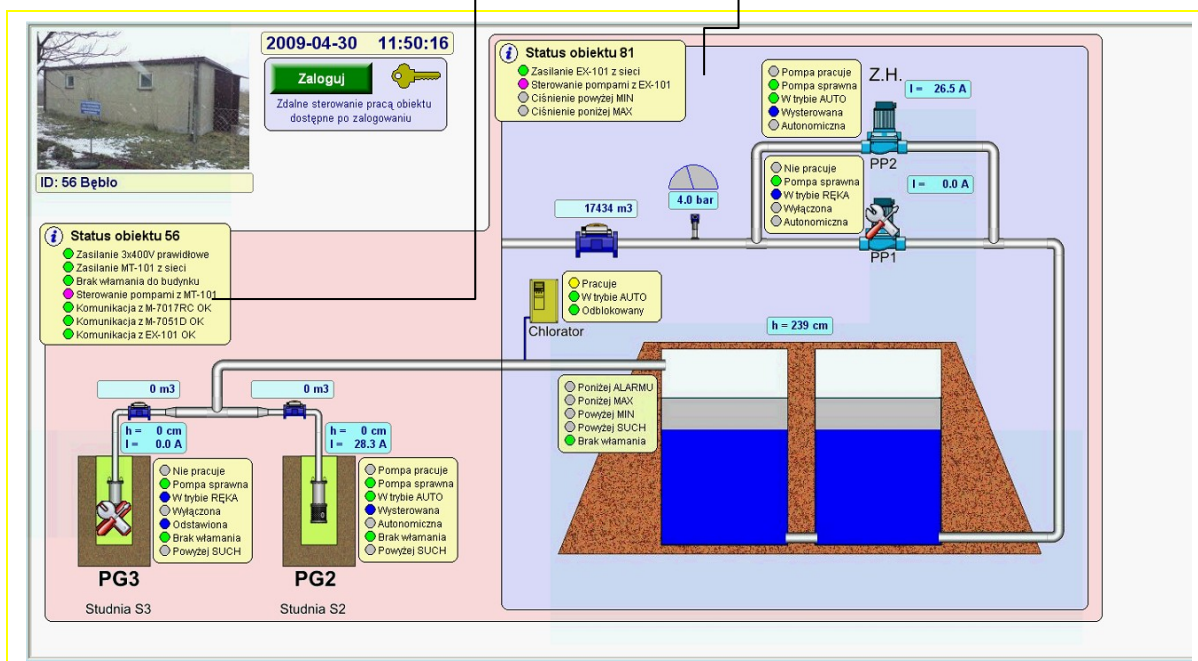 2009-04-30 11:50:16
Zaloguj
Zdalne sterowanie pracą obiektu
dostępne po zalogowaniu
ID: 56 Bębło
Status obiektu 81
Zasilanie EX-101 z sieci
Sterowanie pompami z EX-101
Ciśnienie powyżej MIN
Ciśnienie poniżej MAX
Pompa pracuje
Pompa sprawna
W trybie AUTO
Wysterowana
Autonomiczna
Z.H.
I = 26.5 A
PP2
Nie pracuje
Pompa sprawna
W trybie RĘKA
Wyłączona
Autonomiczna
I = 0.0 A
PP1
4.0 bar
17434 m3
Status obiektu 56
Zasilanie 3x400V prawidłowe
Zasilanie MT-101 z sieci
Brak włamania do budynku
Sterowanie pompami z MT-101
Komunikacja z M-7017RC OK
Komunikacja z M-7051D OK
Komunikacja z EX-101 OK
Pracuje
W trybie AUTO
Odblokowany
Chlorator
h = 239 cm
Poniżej ALARMU
Poniżej MAX
Powyżej MIN
Powyżej SUCH
Brak włamania
0 m3
0 m3
h = 0 cm
I = 0.0 A
h = 0 cm
I = 28.3 A
Nie pracuje
Pompa sprawna
W trybie RĘKA
Wyłączona
Odstawiona
Brak włamania
Powyżej SUCH
Pompa pracuje
Pompa sprawna
W trybie AUTO
Wysterowana
Autonomiczna
Brak włamania
Powyżej SUCH
PG3
PG2
Studnia S3
Studnia S2